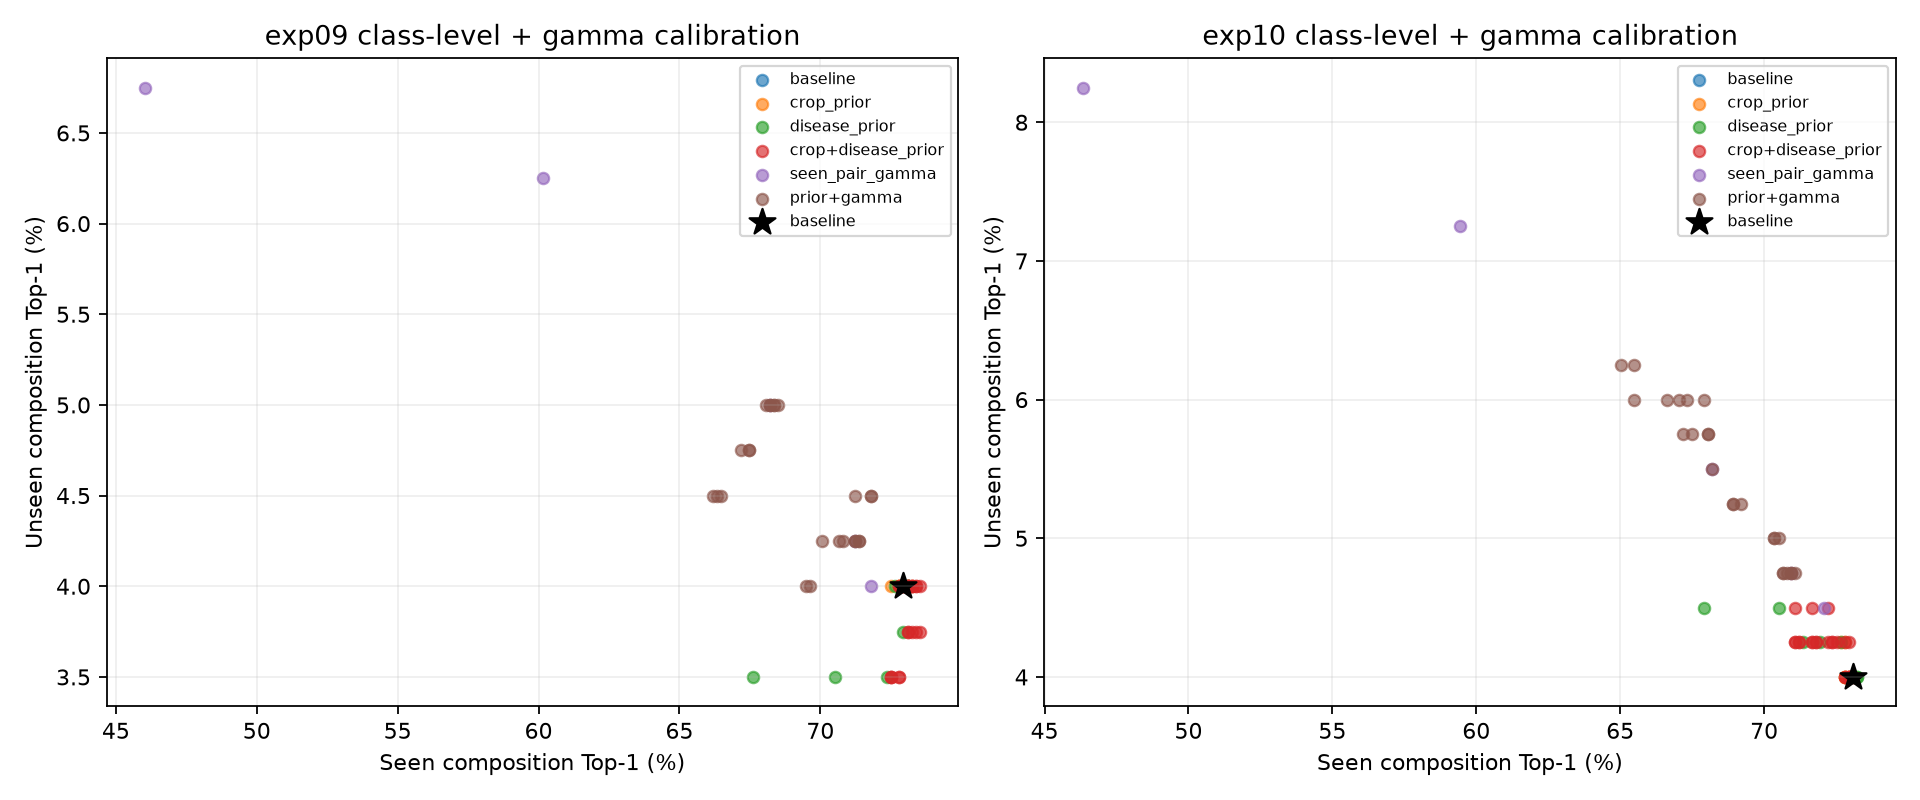 exp09 class-level + gamma calibration
baseline
crop_prior
disease_prior
crop+disease_prior
seen_pair_gamma
prior+gamma
baseline
6.5
6.0
5.5
5.0
4.5
4.0
3.5
Unseen composition Top-1 (%)
45
50
55
60
65
70
Seen composition Top-1 (%)
exp10 class-level + gamma calibration
baseline
crop_prior
disease_prior
crop+disease_prior
seen_pair_gamma
prior+gamma
baseline
8
7
6
5
4
Unseen composition Top-1 (%)
45
50
55
60
65
70
Seen composition Top-1 (%)